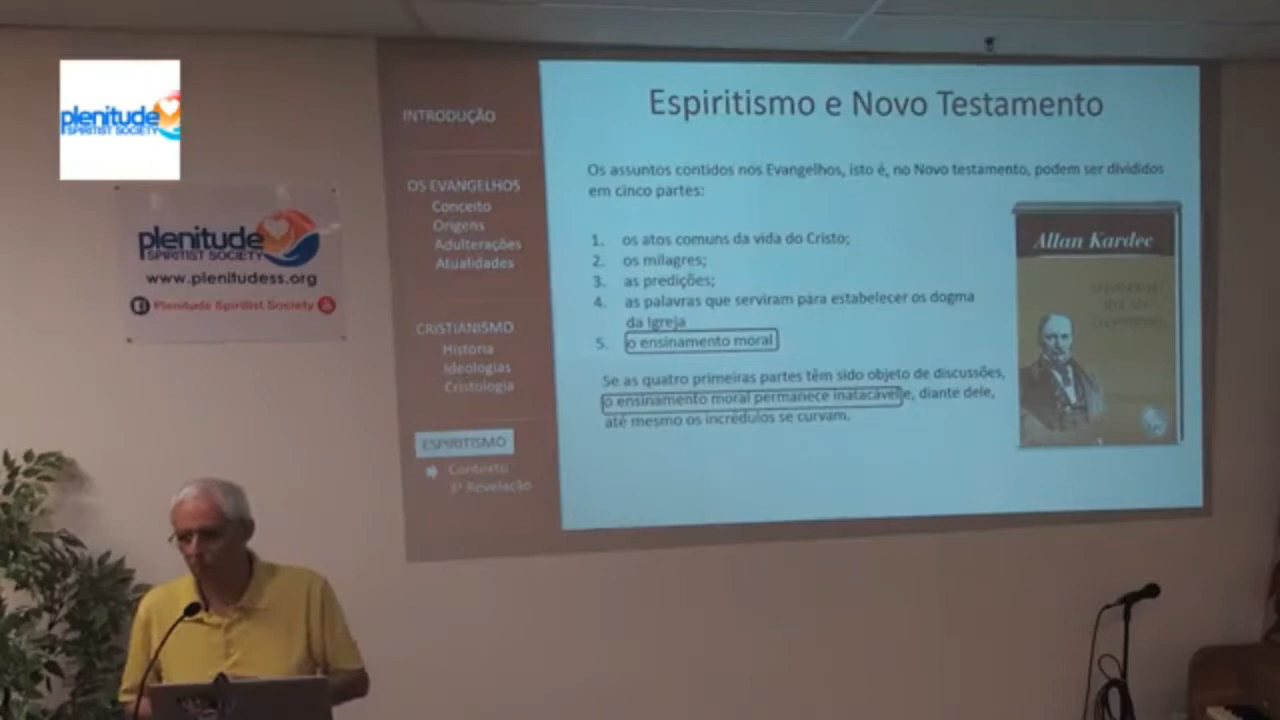 plenitude
SPIRITIST SOCIETY
plenitude
SPIRITIST SOCIETY
www.plenitudess.org
Plenitude Spiritist Society
INTRODUÇÃO
OS EVANGELHOS
Conceito
Origens
Adulterações
Atualidades
CRISTIANISMO
Historia
Ideologias
Cristologia
ESPIRITISMO
Contexto
3ª Revelação
Espiritismo e Novo Testamento
Os assuntos contidos nos Evangelhos, isto é, no Novo testamento, podem ser divididos
em cinco partes:
1. os atos comuns da vida do Cristo;
2. os milagres;
3. as predições;
4. as palavras que serviram para estabelecer os dogma
da Igreja
5. o ensinamento moral
Se as quatro primeiras partes têm sido objeto de discussões,
o ensinamento moral permanece inatacável e, diante dele,
até mesmo os incrédulos se curvam.
Allan Kardec